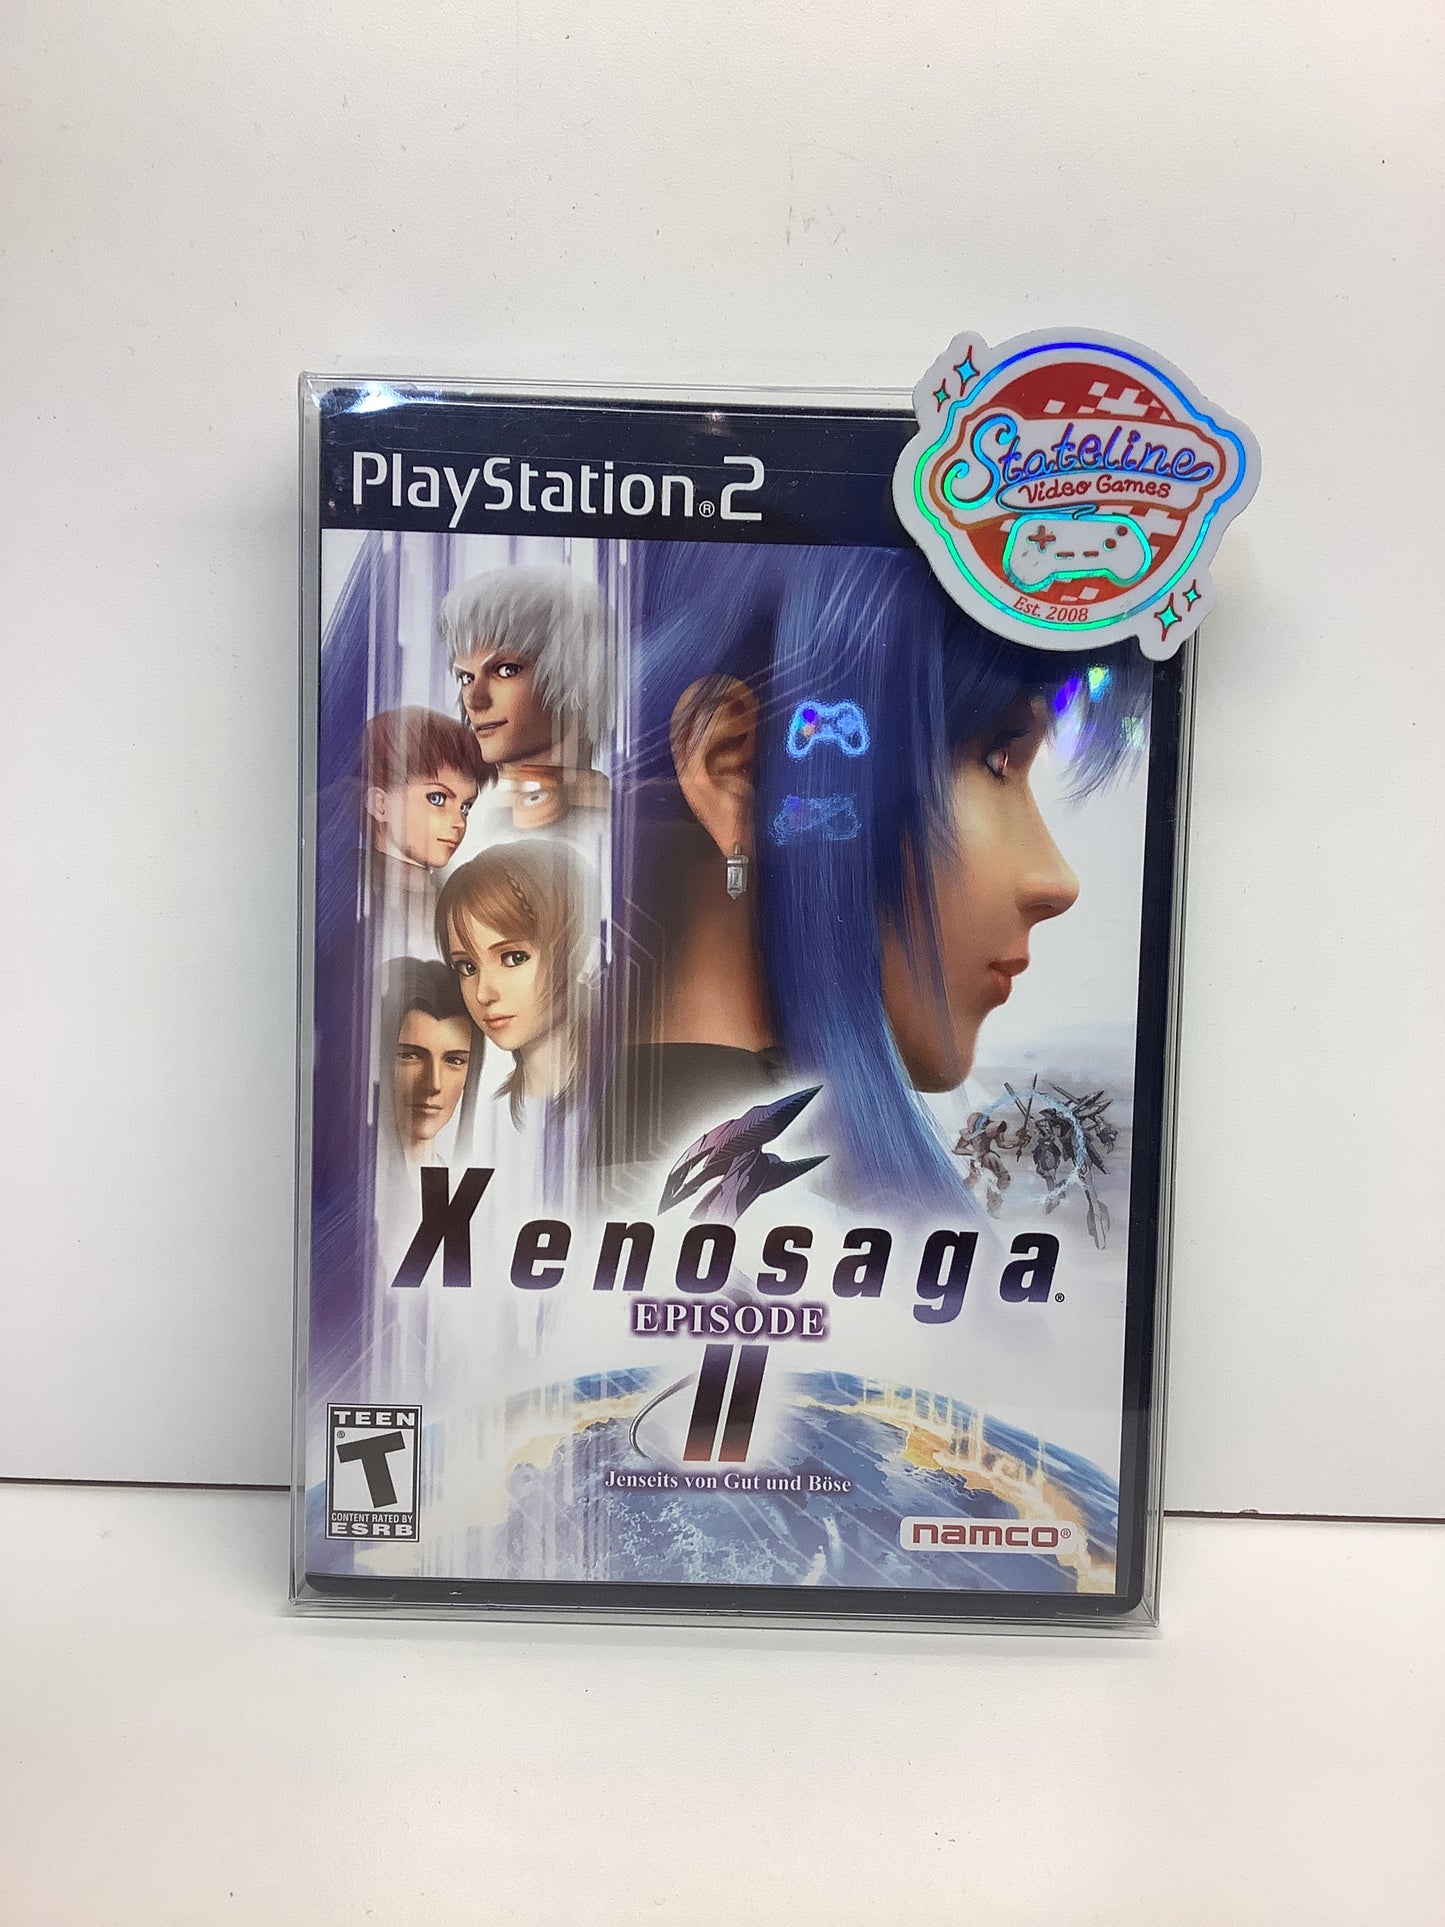 PlayStation®2
Stateline
Video Games
Est. 2008
Xenosaga®
EPISODE
II
Jenseits von Gut und Böse
TEEN
®
T
CONTENT RATED BY
ESRB
namco®